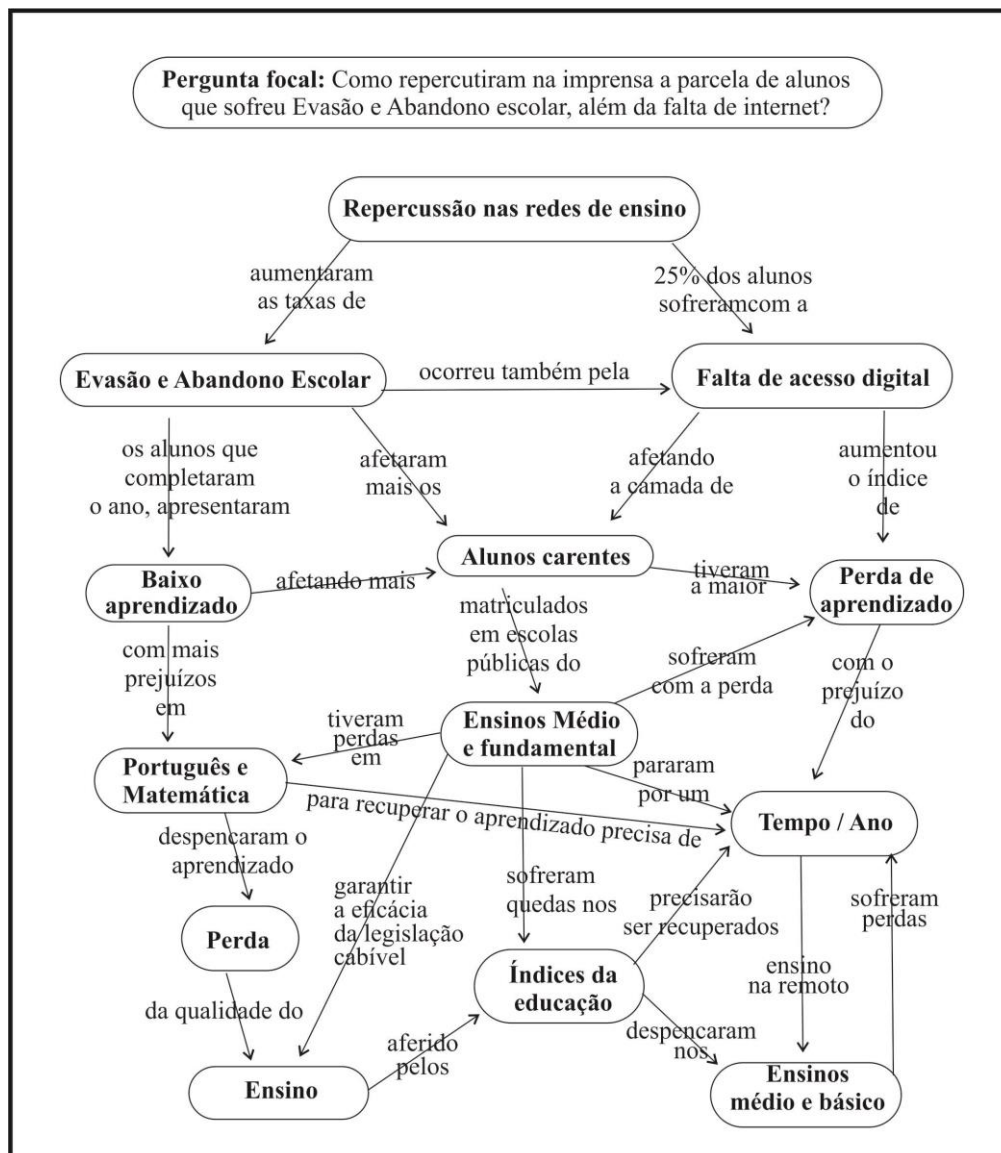 Pergunta focal: Como repercutiram na imprensa a parcela de alunos
que sofreu Evasão e Abandono escolar, além da falta de internet?
Repercussão nas redes de ensino
aumentaram
as taxas de
25% dos alunos
sofreramcom a
Evasão e Abandono Escolar
ocorreu também pela
Falta de acesso digital
os alunos que
completaram
o ano, apresentaram
afetaram
mais os
afetando
a camada de
aumentou
o índice
de
Baixo
aprendizado
afetando mais
Alunos carentes
tiveram
a maior
Perda de
aprendizado
com mais
prejuízos
em
matriculados
em escolas
públicas do
sofreram
com a perda
com o
prejuízo
do
Português e
Matemática
tiveram
perdas
em
Ensinos Médio
e fundamental
pararam
por um
para recuperar o aprendizado precisa de
Tempo / Ano
despencaram o
aprendizado
garantir
a eficácia
da legislação
cabível
sofreram
quedas nos
precisarão
ser recuperados
sofreram
perdas
Perda
Índices da
educação
ensino
na remoto
da qualidade do
aferido
pelos
despencaram
nos
Ensino
Ensinos
médio e básico